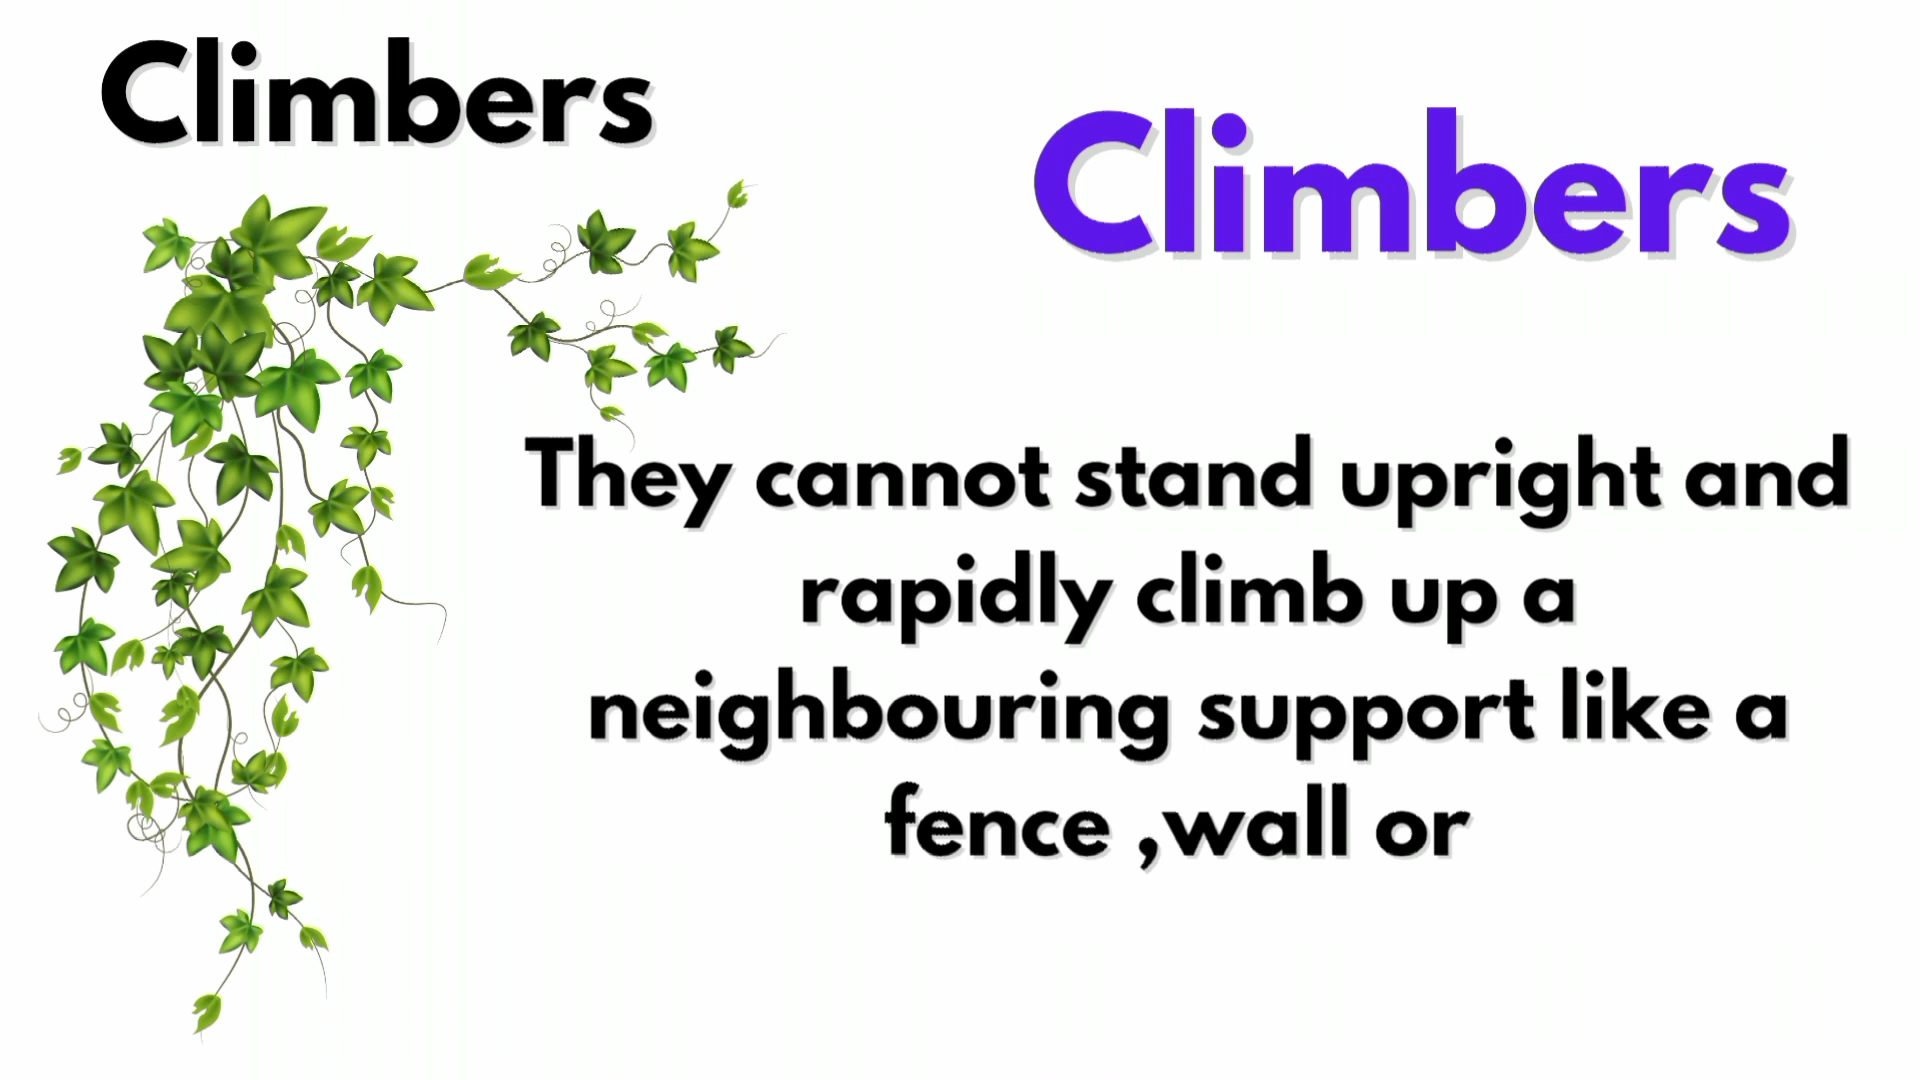 Climbers
Climbers
They cannot stand upright and
rapidly climb up a
neighbouring support like a
fence ,wall or